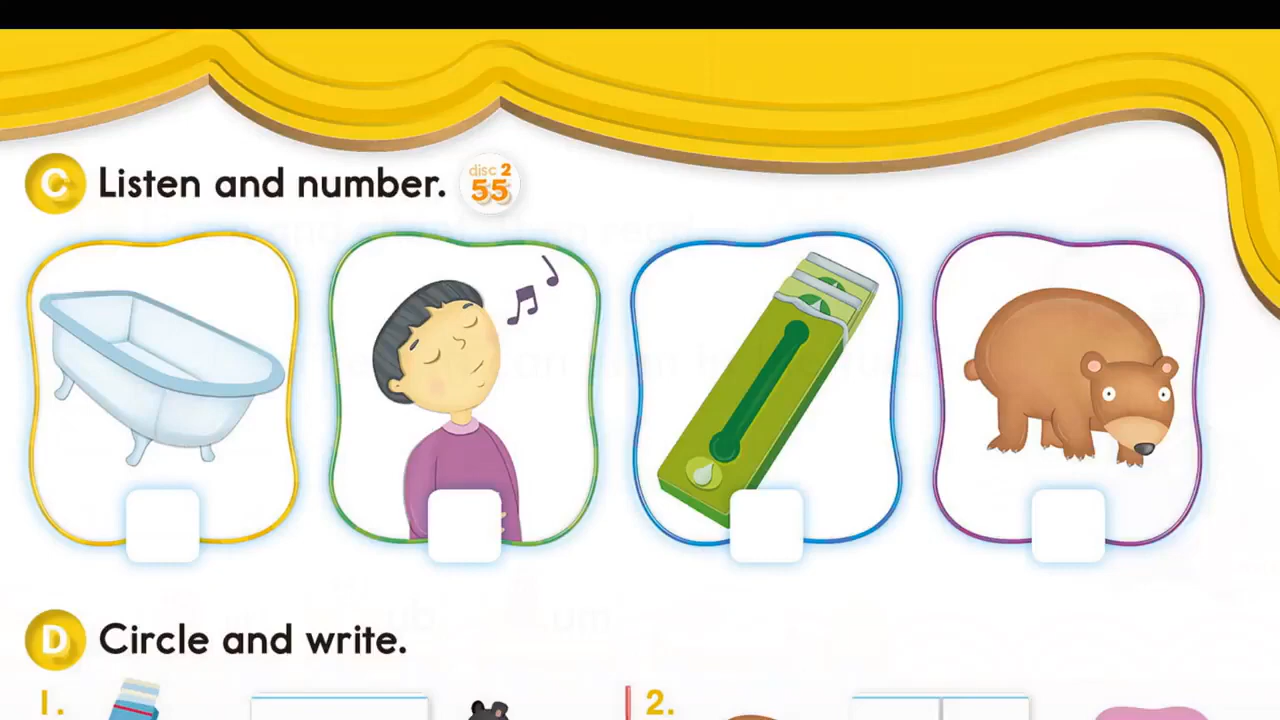 C Listen and number. disc 2 55
D Circle and write.
1. 2.